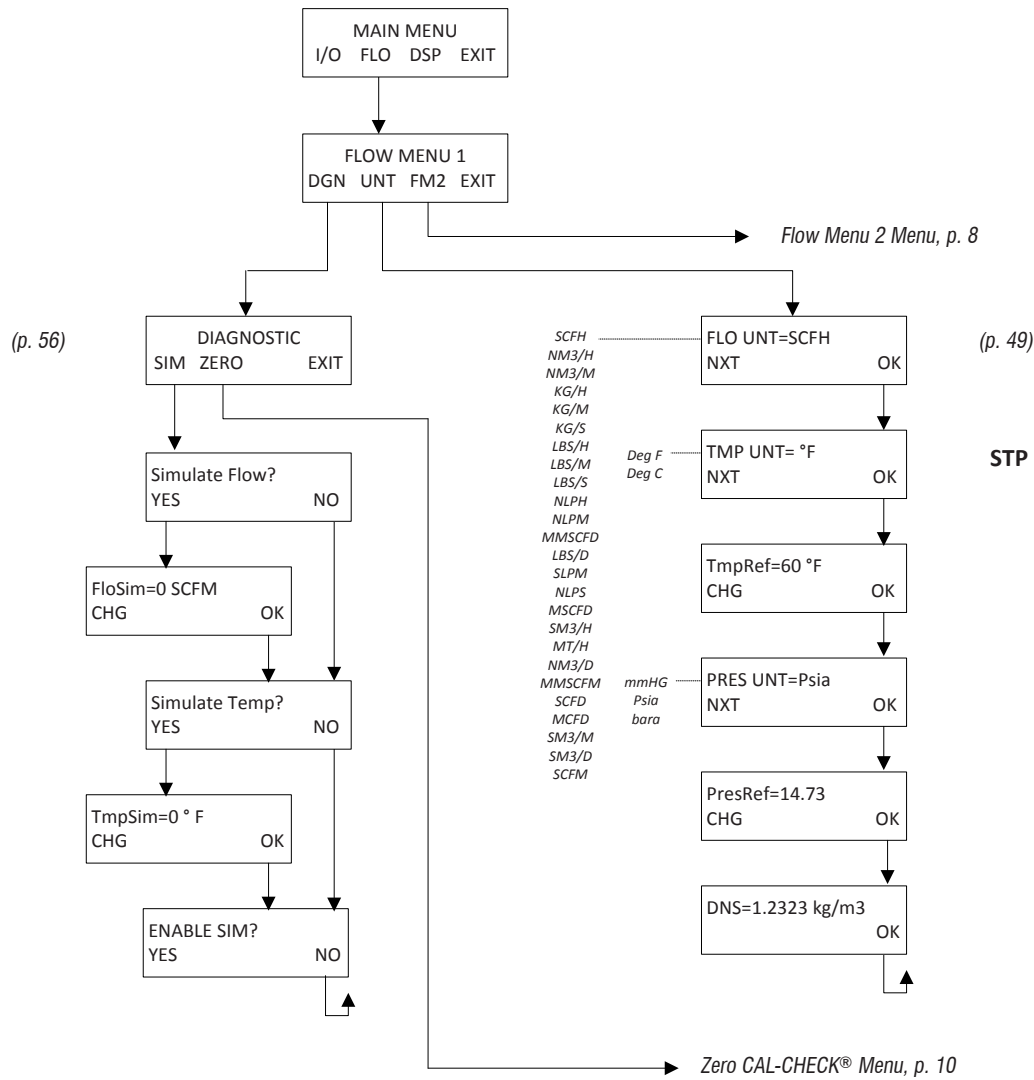 MAIN MENU
I/O FLO DSP EXIT
FLOW MENU 1
DGN UNT FM2 EXIT
Flow Menu 2 Menu, p. 8
(p. 56)
DIAGNOSTIC
SIM ZERO EXIT
Simulate Flow?
YES NO
FloSim=0 SCFM
CHG OK
Simulate Temp?
YES NO
TmpSim=0 ° F
CHG OK
ENABLE SIM?
YES NO
SCFH
NM3/H
NM3/M
KG/H
KG/M
KG/S
LBS/H
LBS/M
LBS/S
NLPH
NLPM
MMSCFD
LBS/D
SLPM
NLPS
MSCFD
SM3/H
MT/H
NM3/D
MMSCFM
SCFD
MCFD
SM3/M
SM3/D
SCFM
FLO UNT=SCFH
NXT OK
(p. 49)
Deg F
Deg C
TMP UNT= °F
NXT OK
STP
TmpRef=60 °F
CHG OK
mmHG
Psia
bara
PRES UNT=Psia
NXT OK
PresRef=14.73
CHG OK
DNS=1.2323 kg/m3
OK
Zero CAL-CHECK® Menu, p. 10